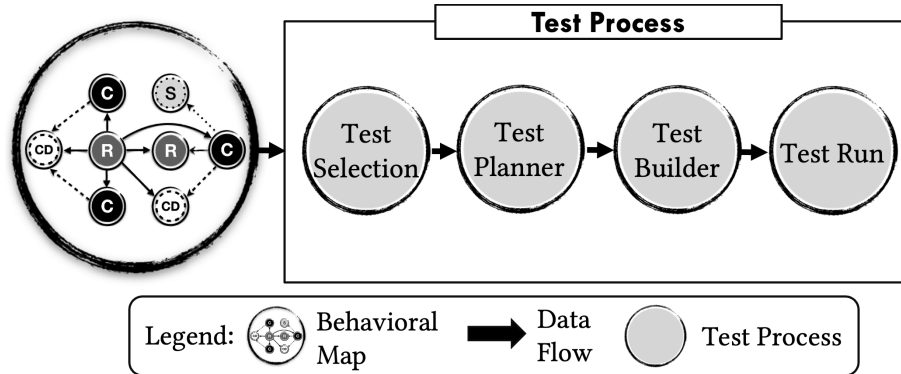 Test Process
C
S
CD
R
R
C
C
CD
Test
Selection
Test
Planner
Test
Builder
Test Run
Legend:
Behavioral
Map
Data
Flow
Test Process